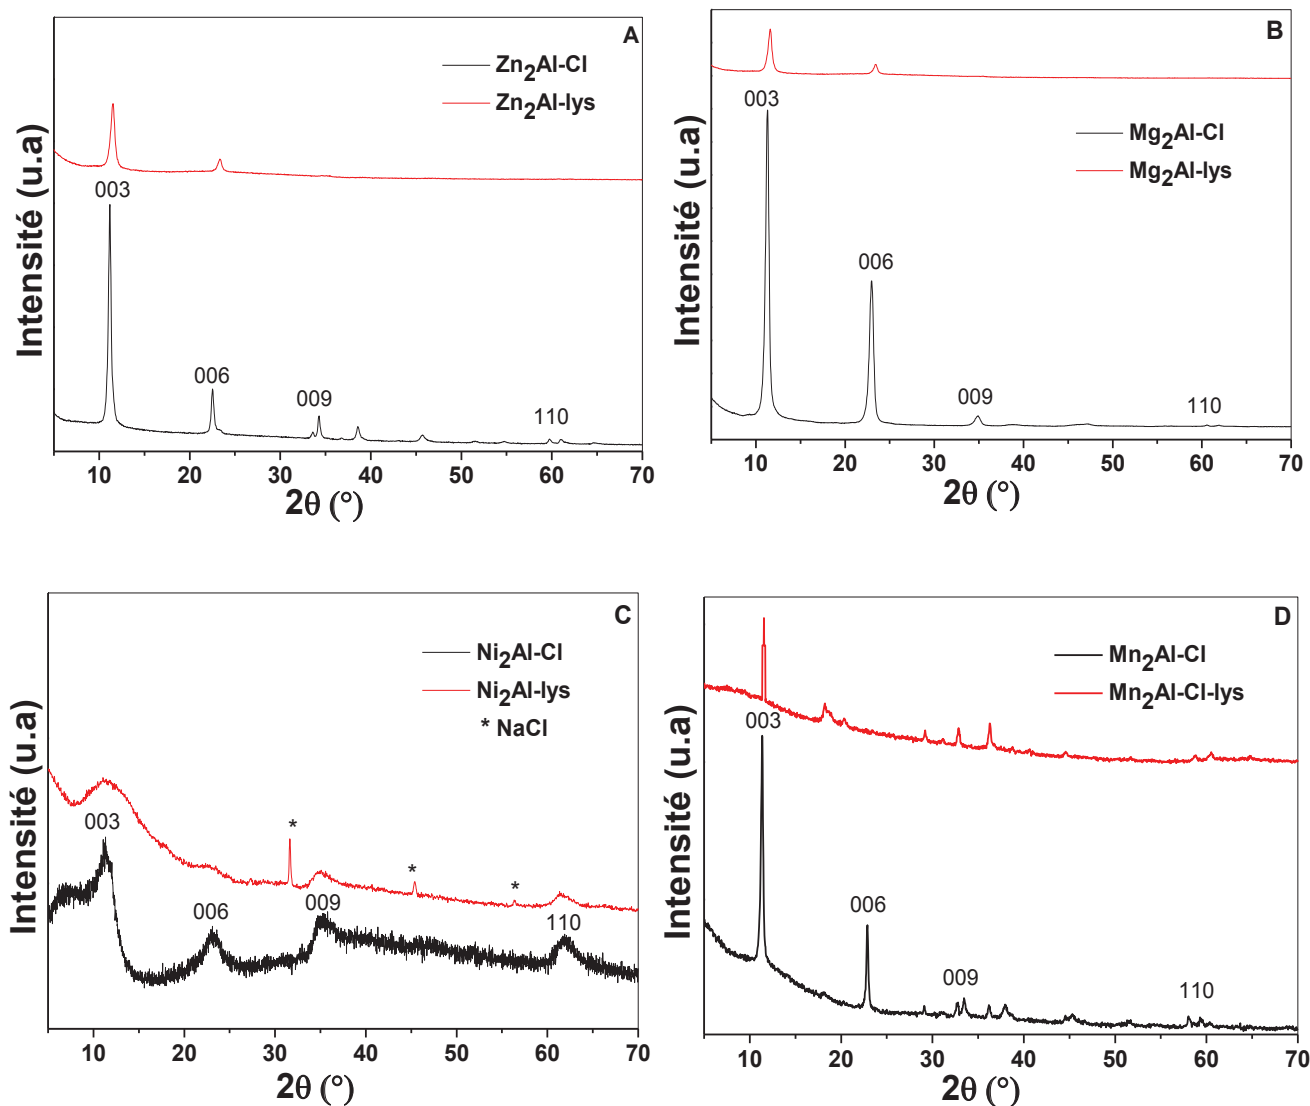 A
Zn2Al-Cl
Zn2Al-lys
003
006
009
110
Intensité (u.a)
10 20 30 40 50 60 70
2θ (°)
B
003
Mg2Al-Cl
Mg2Al-lys
006
009
110
Intensité (u.a)
10 20 30 40 50 60 70
2θ (°)
C
Ni2Al-Cl
Ni2Al-lys
* NaCl
003
*
*
*
006
009
110
Intensité (u.a)
10 20 30 40 50 60 70
2θ (°)
D
Mn2Al-Cl
Mn2Al-Cl-lys
003
006
009
110
Intensité (u.a)
10 20 30 40 50 60 70
2θ (°)